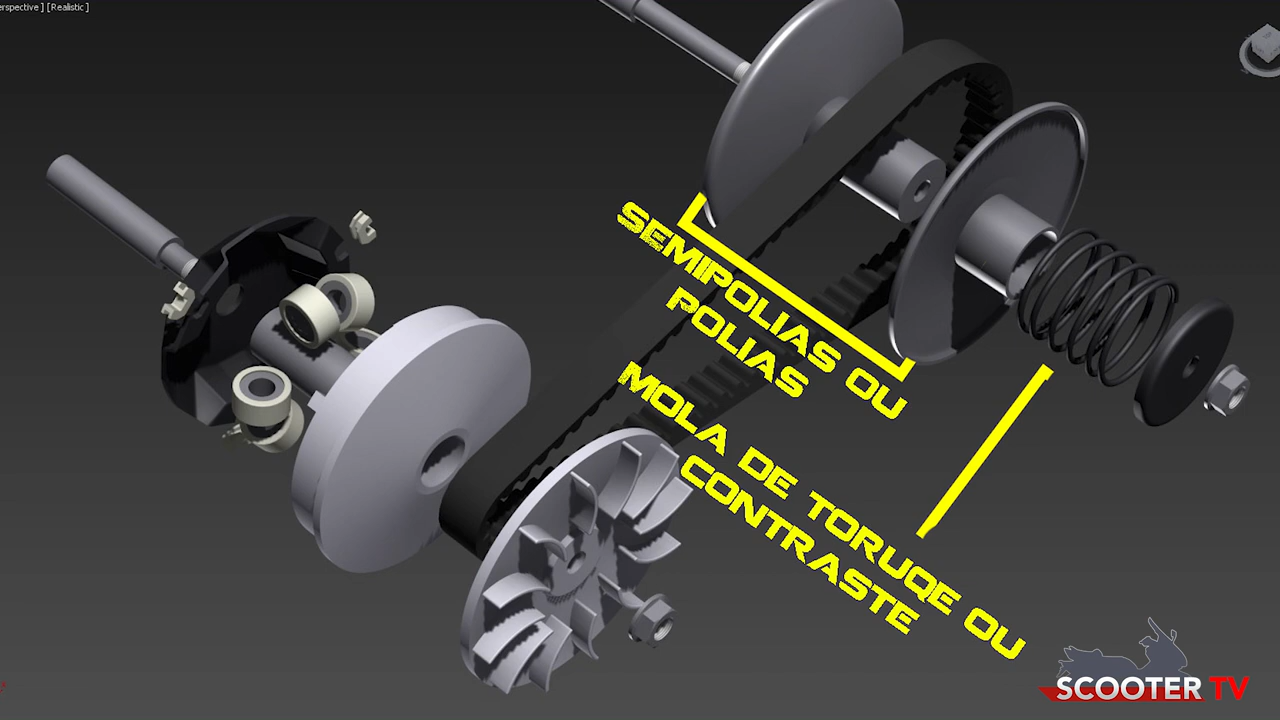 erspective ] [Realistic ]
SEMIPOLIAS OU
POLIAS
MOLA DE TORUQE OU
CONTRASTE
SCOOTER TV